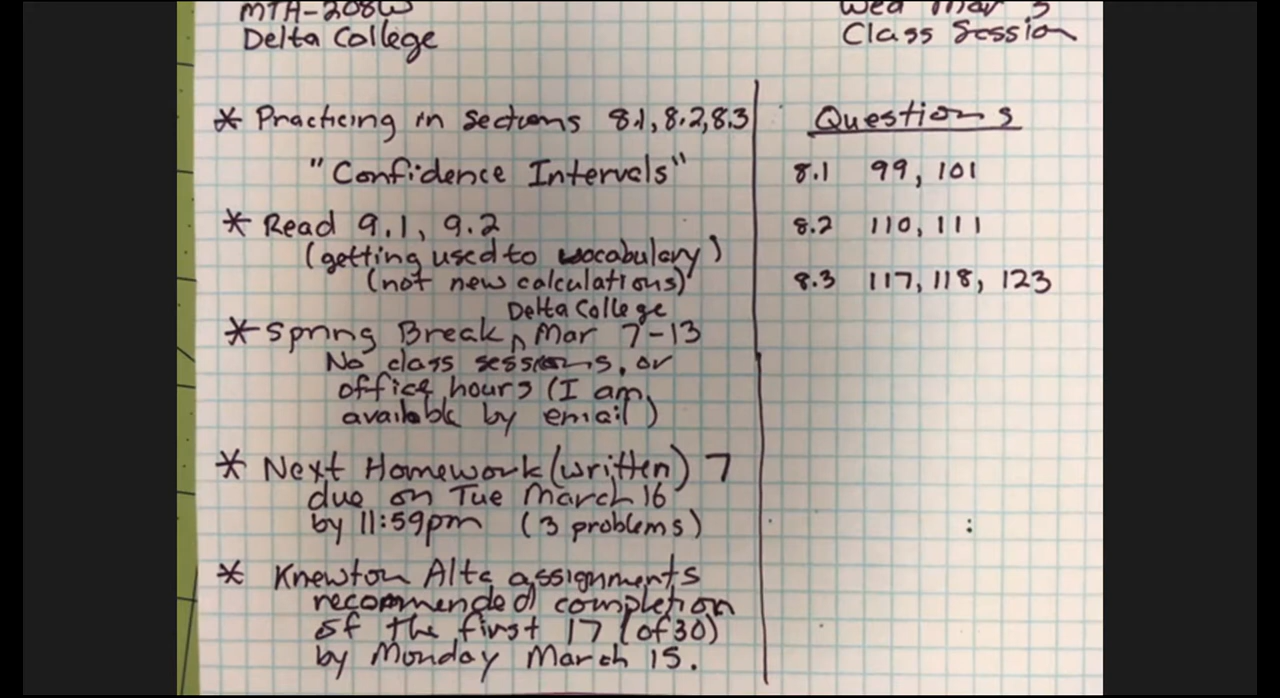 MTH-208W
Wed Mar 3
Delta College
Class Session
* Practicing in sections 8.1, 8.2, 8.3
"Confidence Intervals"
* Read 9.1, 9.2
(getting used to vocabulary)
(not new calculations)
Delta College
* Spring Break ^ Mar 7-13
No class sessions, or
office hours (I am
available by email)
* Next Homework (written) 7
due on Tue March 16
by 11:59pm (3 problems)
* Knewton Alta assignments
recommended completion
of the first 17 (of 30)
by Monday March 15.
Questions
8.1 99, 101
8.2 110, 111
8.3 117, 118, 123